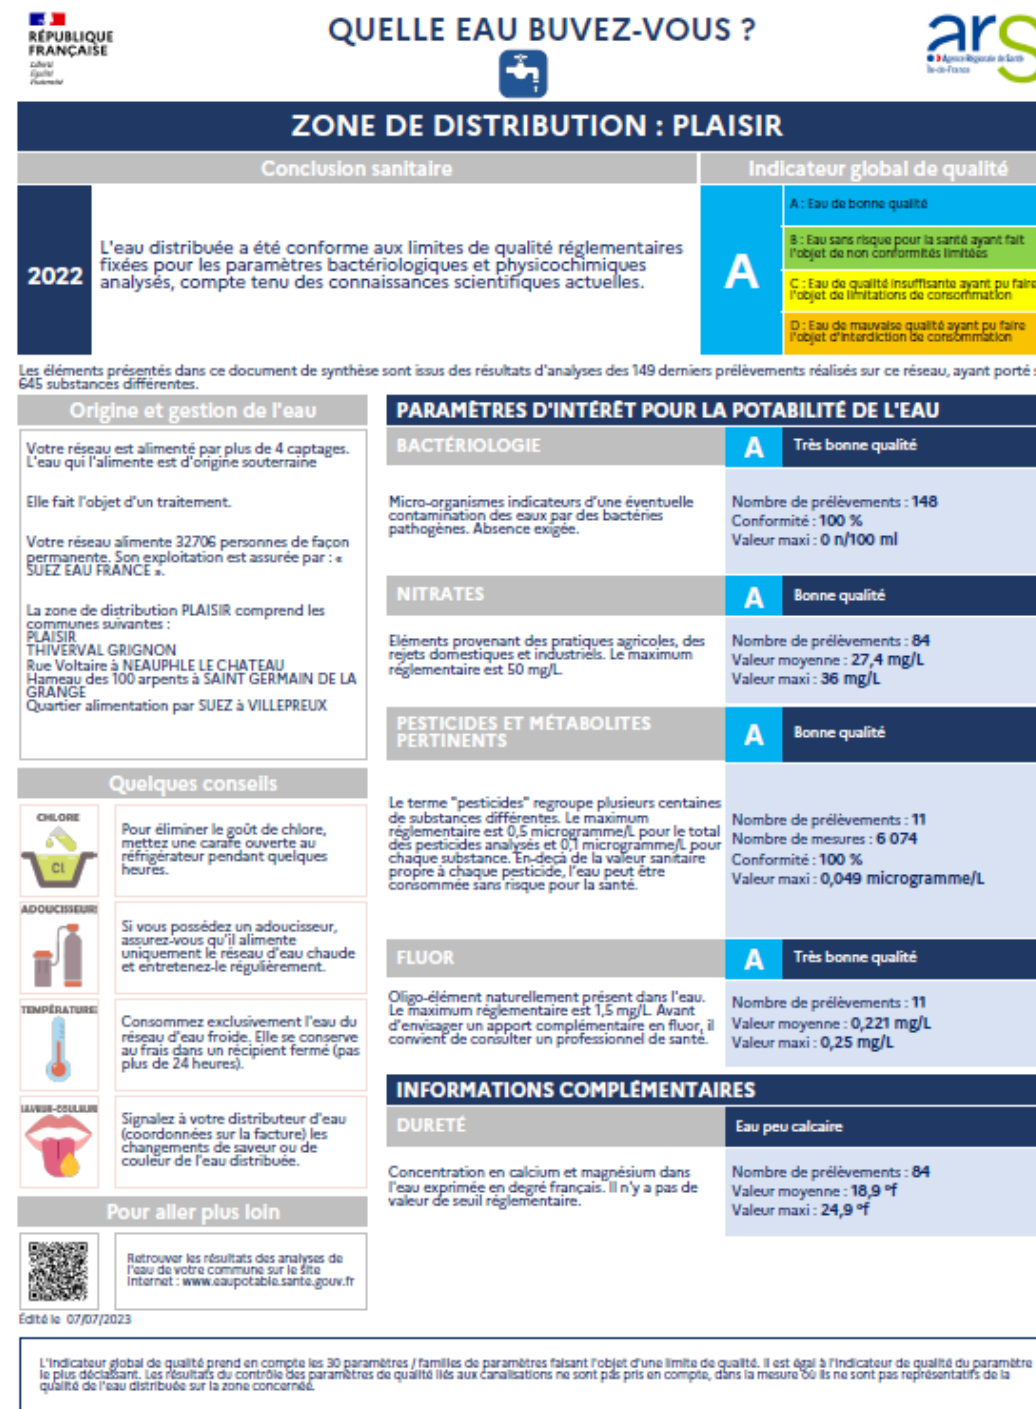 RÉPUBLIQUE
FRANÇAISE
Liberté
Égalité
Fraternité
QUELLE EAU BUVEZ-VOUS ?
ars
Agence Régionale de Santé
Île-de-France
ZONE DE DISTRIBUTION : PLAISIR
Conclusion sanitaire
Indicateur global de qualité
2022
L'eau distribuée a été conforme aux limites de qualité réglementaires
fixées pour les paramètres bactériologiques et physicochimiques
analysés, compte tenu des connaissances scientifiques actuelles.
A
A : Eau de bonne qualité
B : Eau sans risque pour la santé ayant fait
l'objet de non conformités limitées
C : Eau de qualité insuffisante ayant pu faire
l'objet de limitations de consommation
D : Eau de mauvaise qualité ayant pu faire
l'objet d'interdiction de consommation
Les éléments présentés dans ce document de synthèse sont issus des résultats d'analyses des 149 derniers prélèvements réalisés sur ce réseau, ayant porté s
645 substances différentes.
Origine et gestion de l'eau
Votre réseau est alimenté par plus de 4 captages.
L'eau qui l'alimente est d'origine souterraine
Elle fait l'objet d'un traitement.
Votre réseau alimente 32706 personnes de façon
permanente. Son exploitation est assurée par : «
SUEZ EAU FRANCE ».
La zone de distribution PLAISIR comprend les
communes suivantes :
PLAISIR
THIVERVAL GRIGNON
Rue Voltaire à NEAUPHLE LE CHATEAU
Hameau des 100 arpents à SAINT GERMAIN DE LA
GRANGE
Quartier alimentation par SUEZ à VILLEPREUX
Quelques conseils
CHLORE
Cl
Pour éliminer le goût de chlore,
mettez une carafe ouverte au
réfrigérateur pendant quelques
heures.
ADOUCISSEURS
Si vous possédez un adoucisseur,
assurez-vous qu'il alimente
uniquement le réseau d'eau chaude
et entretenez-le régulièrement.
TEMPÉRATURE
Consommez exclusivement l'eau du
réseau d'eau froide. Elle se conserve
au frais dans un récipient fermé (pas
plus de 24 heures).
SAVEUR-COULEUR
Signalez à votre distributeur d'eau
(coordonnées sur la facture) les
changements de saveur ou de
couleur de l'eau distribuée.
Pour aller plus loin
Retrouver les résultats des analyses de
l'eau de votre commune sur le site
Internet : www.eaupotable.sante.gouv.fr
Édité le 07/07/2023
PARAMÈTRES D'INTÉRÊT POUR LA POTABILITÉ DE L'EAU
BACTÉRIOLOGIE
A
Très bonne qualité
Micro-organismes indicateurs d'une éventuelle
contamination des eaux par des bactéries
pathogènes. Absence exigée.
Nombre de prélèvements : 148
Conformité : 100 %
Valeur maxi : 0 n/100 ml
NITRATES
A
Bonne qualité
Eléments provenant des pratiques agricoles, des
rejets domestiques et industriels. Le maximum
réglementaire est 50 mg/L.
Nombre de prélèvements : 84
Valeur moyenne : 27,4 mg/L
Valeur maxi : 36 mg/L
PESTICIDES ET MÉTABOLITES
PERTINENTS
A
Bonne qualité
Le terme "pesticides" regroupe plusieurs centaines
de substances différentes. Le maximum
réglementaire est 0,5 microgramme/L pour le total
des pesticides analysés et 0,1 microgramme/L pour
chaque substance. En-deçà de la valeur sanitaire
propre à chaque pesticide, l'eau peut être
consommée sans risque pour la santé.
Nombre de prélèvements : 11
Nombre de mesures : 6 074
Conformité : 100 %
Valeur maxi : 0,049 microgramme/L
FLUOR
A
Très bonne qualité
Oligo-élément naturellement présent dans l'eau.
Le maximum réglementaire est 1,5 mg/L. Avant
d'envisager un apport complémentaire en fluor, il
convient de consulter un professionnel de santé.
Nombre de prélèvements : 11
Valeur moyenne : 0,221 mg/L
Valeur maxi : 0,25 mg/L
INFORMATIONS COMPLÉMENTAIRES
DURETÉ
Eau peu calcaire
Concentration en calcium et magnésium dans
l'eau exprimée en degré français. Il n'y a pas de
valeur de seuil réglementaire.
Nombre de prélèvements : 84
Valeur moyenne : 18,9 °f
Valeur maxi : 24,9 °f
L'indicateur global de qualité prend en compte les 30 paramètres / familles de paramètres faisant l'objet d'une limite de qualité. Il est égal à l'indicateur de qualité du paramètre
le plus déclassant. Les résultats du contrôle des paramètres de qualité liés aux canalisations ne sont pas pris en compte, dans la mesure où ils ne sont pas représentatifs de la
qualité de l'eau distribuée sur la zone concernée.